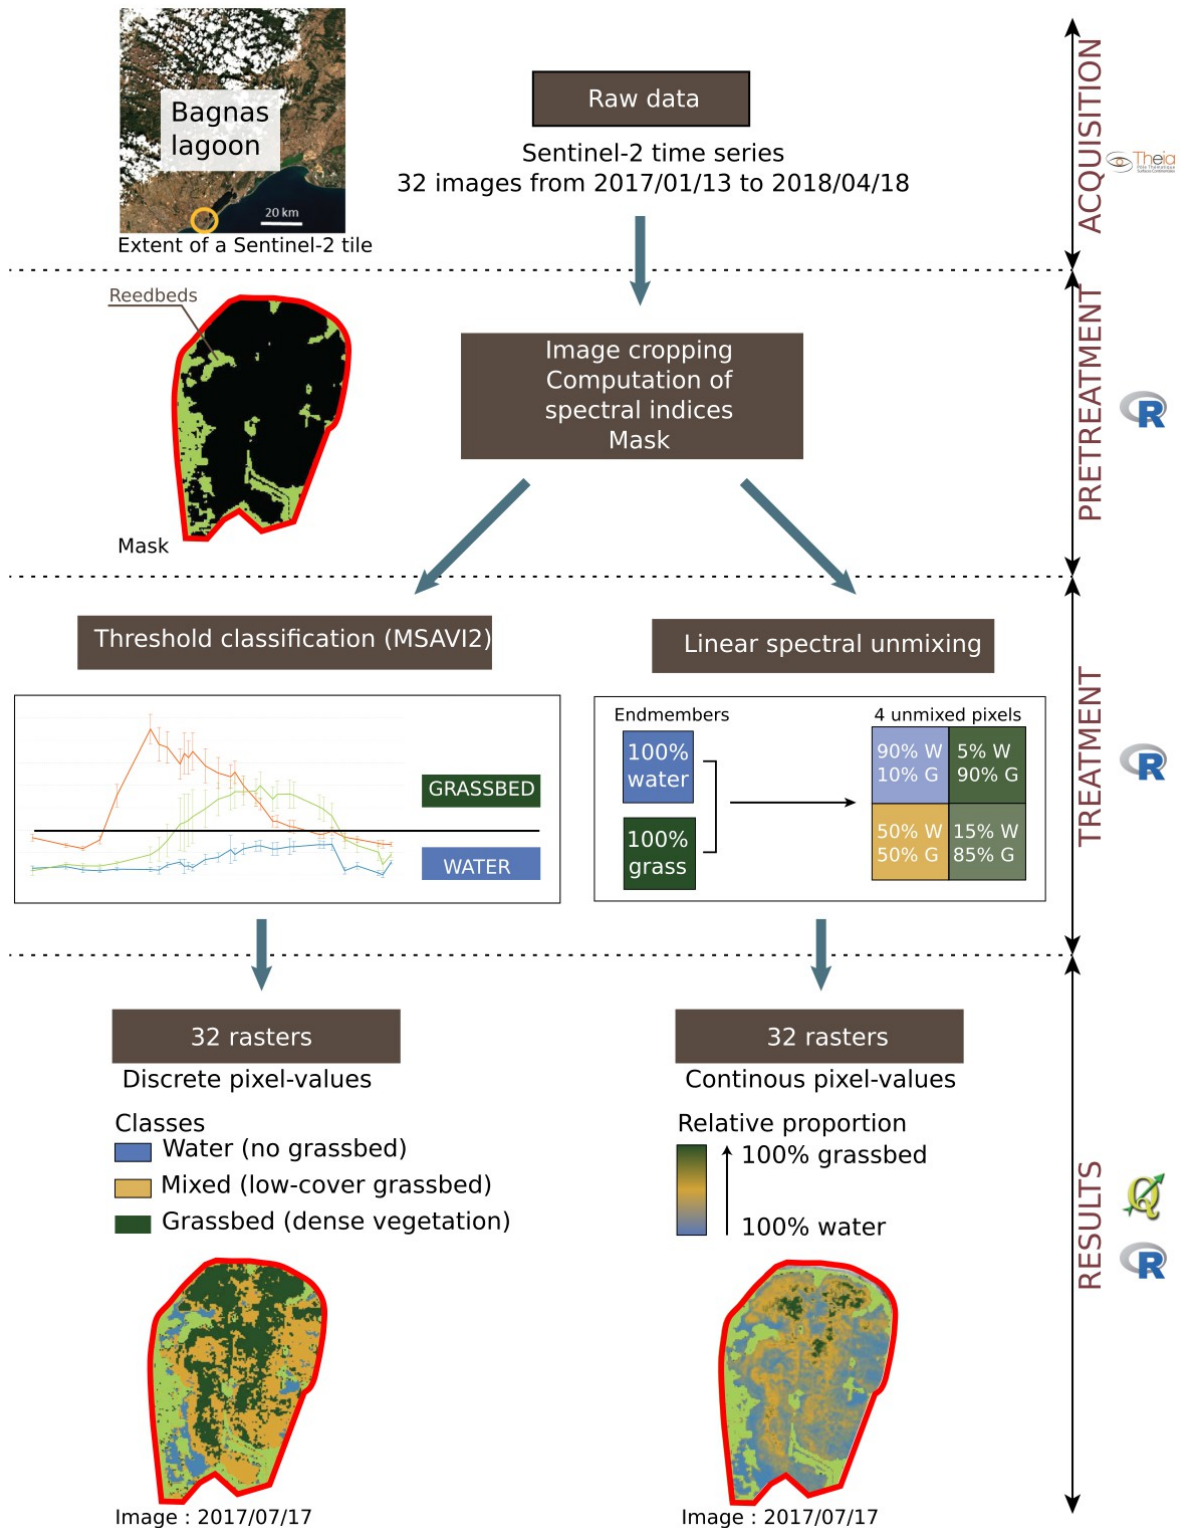 Bagnas
lagoon
20 km
Extent of a Sentinel-2 tile
Raw data
Sentinel-2 time series
32 images from 2017/01/13 to 2018/04/18
ACQUISITION
Theia
Reedbeds
Mask
Image cropping
Computation of
spectral indices
Mask
PRETREATMENT
R
Threshold classification (MSAVI2)
GRASSBED
WATER
Linear spectral unmixing
Endmembers
100%
water
100%
grass
4 unmixed pixels
90% W
10% G
5% W
90% G
50% W
50% G
15% W
85% G
TREATMENT
R
32 rasters
Discrete pixel-values
Classes
Water (no grassbed)
Mixed (low-cover grassbed)
Grassbed (dense vegetation)
Image : 2017/07/17
32 rasters
Continous pixel-values
Relative proportion
100% grassbed
100% water
Image : 2017/07/17
RESULTS
Q
R